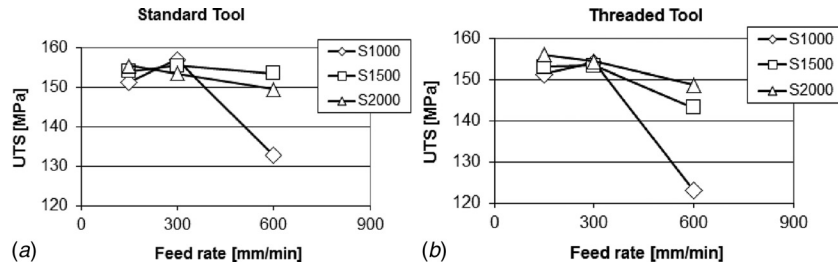 Standard Tool
UTS [MPa]
160
150
140
130
120
0
300
600
900
Feed rate [mm/min]
S1000
S1500
S2000
(a)
Threaded Tool
UTS [MPa]
160
150
140
130
120
0
300
600
900
Feed rate [mm/min]
S1000
S1500
S2000
(b)